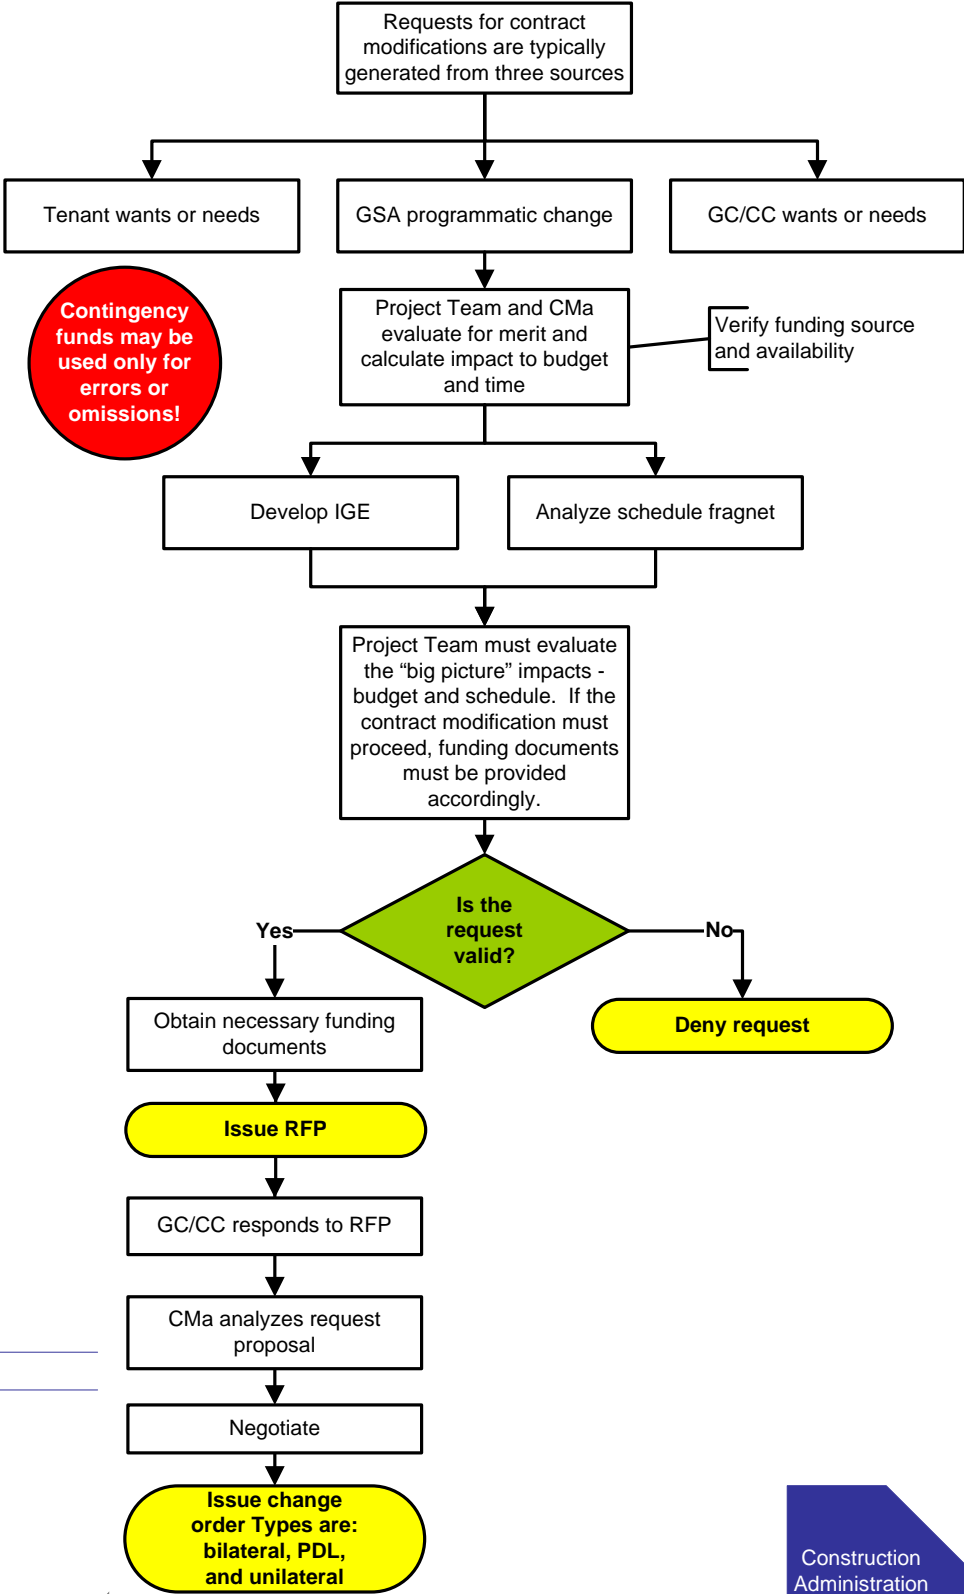 Requests for contract
modifications are typically
generated from three sources
Tenant wants or needs
GSA programmatic change
GC/CC wants or needs
Contingency
funds may be
used only for
errors or
omissions!
Project Team and CMa
evaluate for merit and
calculate impact to budget
and time
Verify funding source
and availability
Develop IGE
Analyze schedule fragnet
Project Team must evaluate
the “big picture” impacts -
budget and schedule.  If the
contract modification must
proceed, funding documents
must be provided
accordingly.
Is the
request
valid?
Yes
No
Obtain necessary funding
documents
Deny request
Issue RFP
GC/CC responds to RFP
CMa analyzes request
proposal
Negotiate
Issue change
order Types are:
bilateral, PDL,
and unilateral
Construction
Administration